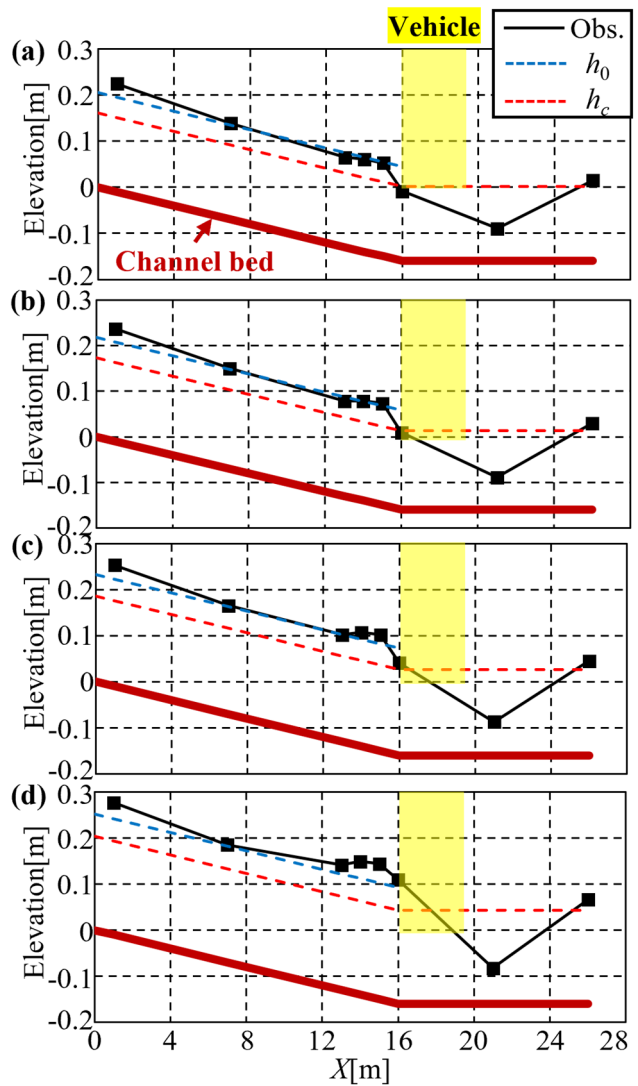 Vehicle
Obs.
h0
hc
(a)
0.3
0.2
0.1
0
-0.1
-0.2
Elevation[m]
Channel bed
(b)
0.3
0.2
0.1
0
-0.1
-0.2
Elevation[m]
(c)
0.3
0.2
0.1
0
-0.1
-0.2
Elevation[m]
(d)
0.3
0.2
0.1
0
-0.1
-0.2
Elevation[m]
0 4 8 12 16 20 24 28
X[m]